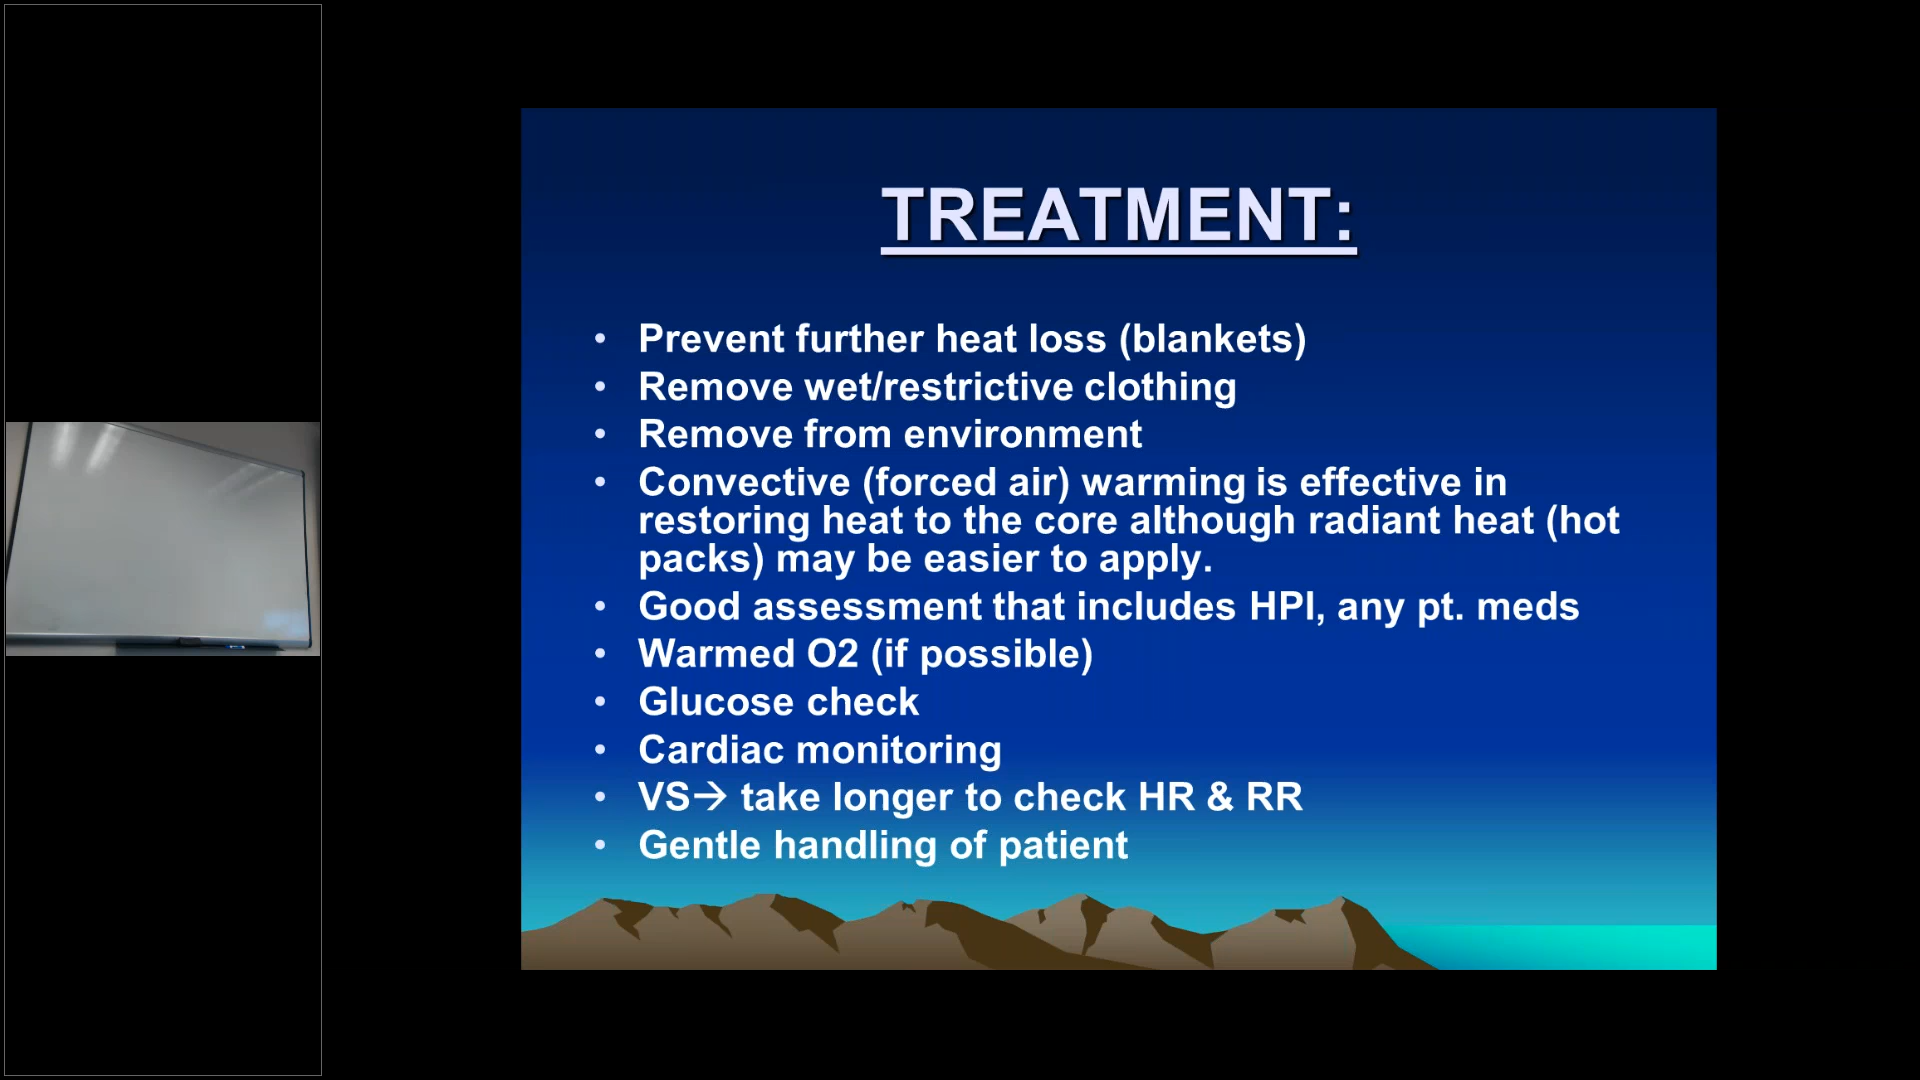 TREATMENT:
• Prevent further heat loss (blankets)
• Remove wet/restrictive clothing
• Remove from environment
• Convective (forced air) warming is effective in
restoring heat to the core although radiant heat (hot
packs) may be easier to apply.
• Good assessment that includes HPI, any pt. meds
• Warmed O2 (if possible)
• Glucose check
• Cardiac monitoring
• VS→ take longer to check HR & RR
• Gentle handling of patient